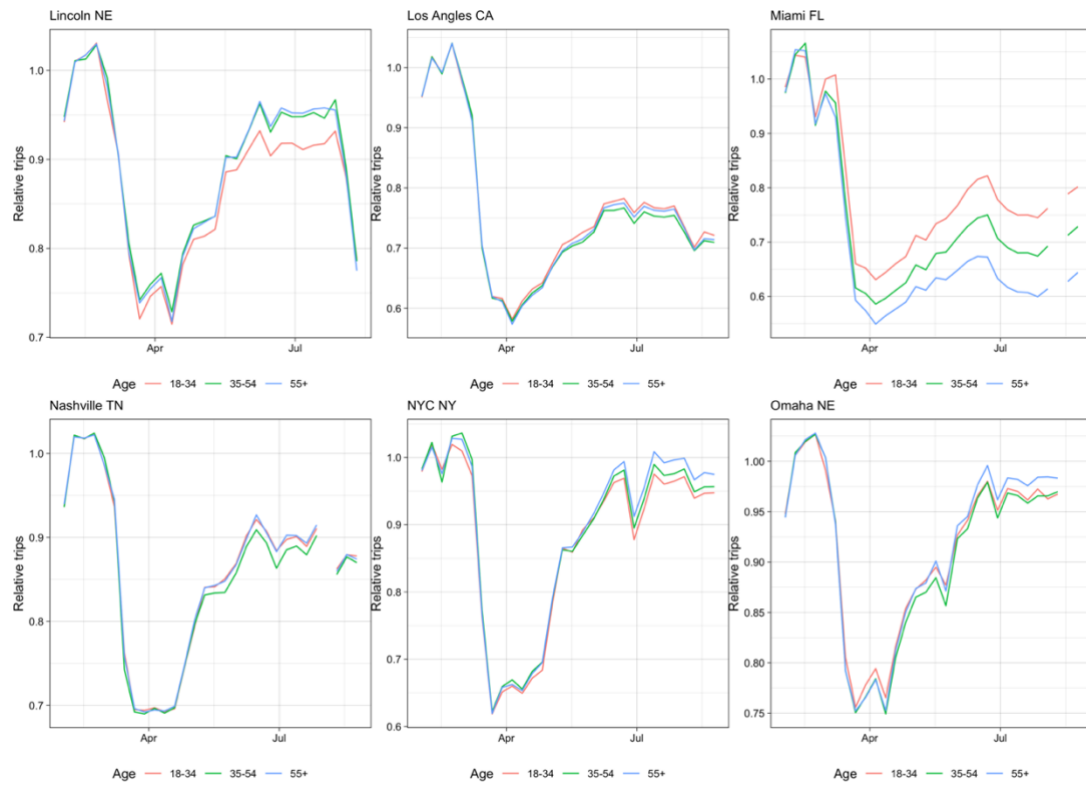 Lincoln NE
Relative trips
1.0
0.9
0.8
0.7
Apr
Jul
Age 18-34 35-54 55+
Los Angles CA
Relative trips
1.0
0.9
0.8
0.7
0.6
Apr
Jul
Age 18-34 35-54 55+
Miami FL
Relative trips
1.0
0.9
0.8
0.7
0.6
Apr
Jul
Age 18-34 35-54 55+
Nashville TN
Relative trips
1.0
0.9
0.8
0.7
Apr
Jul
Age 18-34 35-54 55+
NYC NY
Relative trips
1.0
0.9
0.8
0.7
0.6
Apr
Jul
Age 18-34 35-54 55+
Omaha NE
Relative trips
1.00
0.95
0.90
0.85
0.80
0.75
Apr
Jul
Age 18-34 35-54 55+